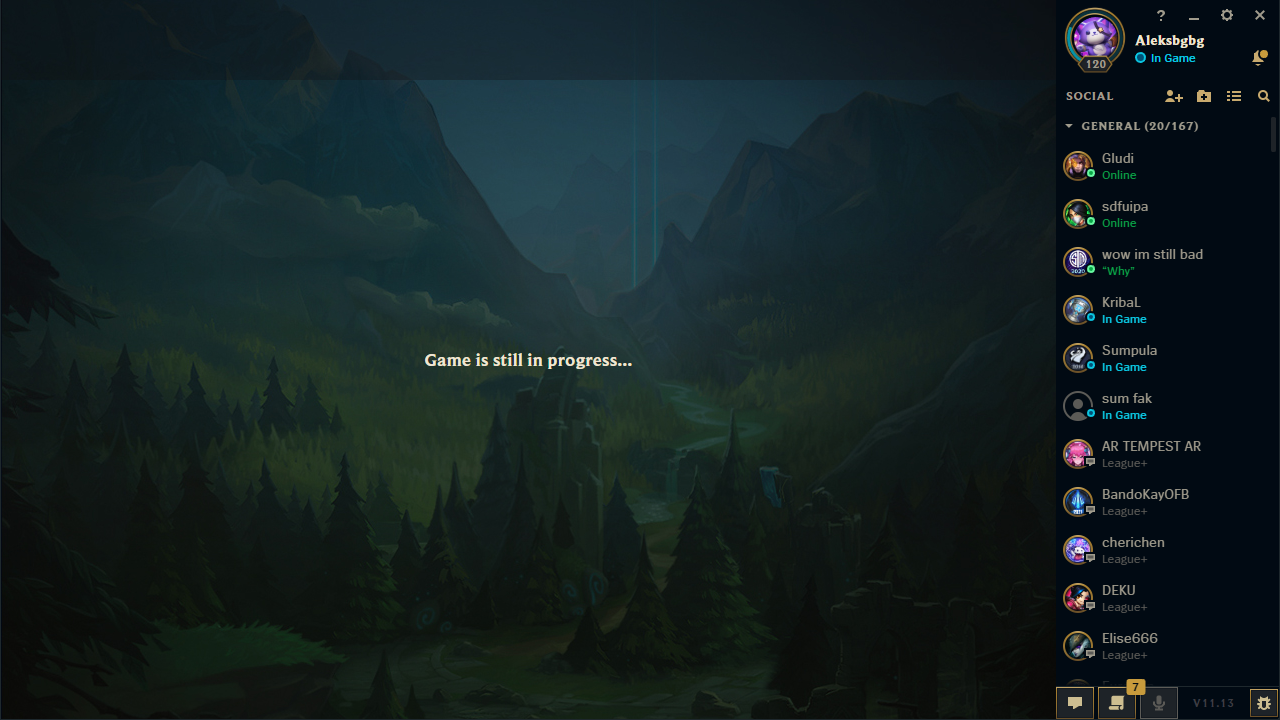 ?
Aleksbgbg
In Game
120
SOCIAL
GENERAL (20/167)
Gludi
Online
sdfuipa
Online
wow im still bad
“Why”
KribaL
In Game
Game is still in progress...
Sumpula
In Game
sum fak
In Game
AR TEMPEST AR
League+
BandoKayOFB
League+
cherichen
League+
DEKU
League+
Elise666
League+
7
V11.13